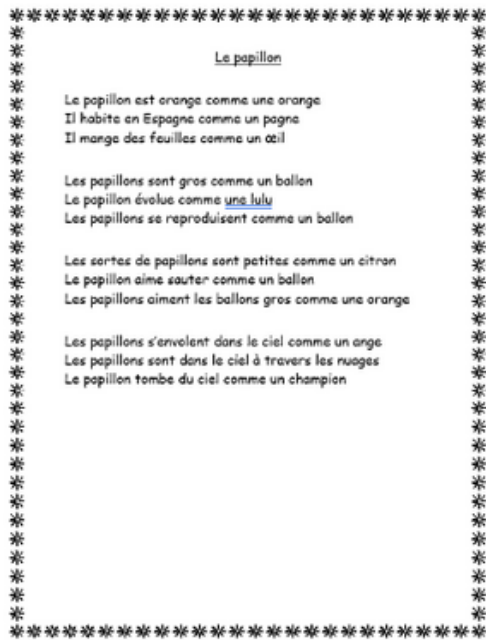 Le papillon
Le papillon est orange comme une orange
Il habite en Espagne comme un pagne
Il mange des feuilles comme un œil
Les papillons sont gros comme un ballon
Le papillon évolue comme une lulu
Les papillons se reproduisent comme un ballon
Les sortes de papillons sont petites comme un citron
Le papillon aime sauter comme un ballon
Les papillons aiment les ballons gros comme une orange
Les papillons s'envolent dans le ciel comme un ange
Les papillons sont dans le ciel à travers les nuages
Le papillon tombe du ciel comme un champion